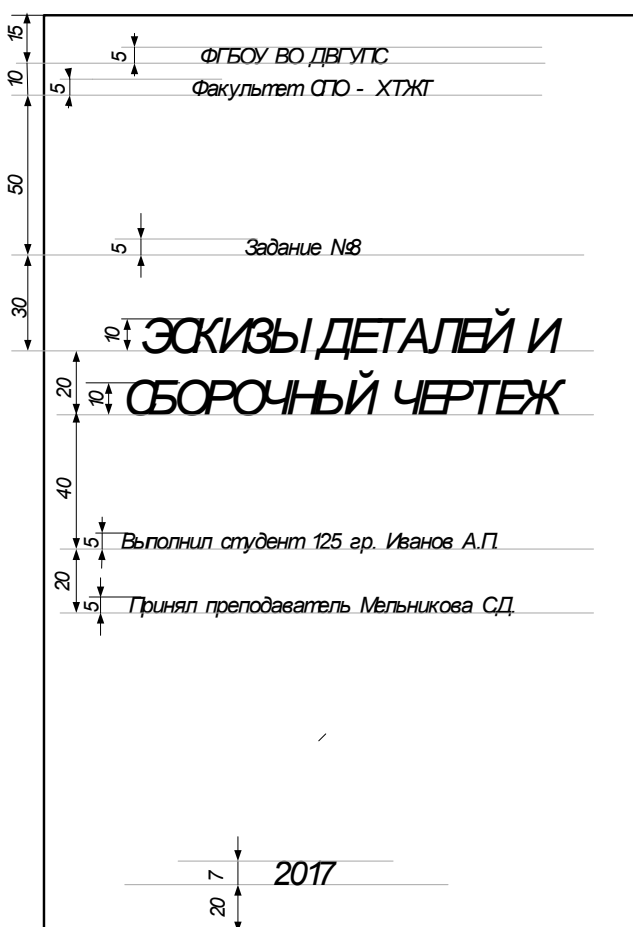 15
5
ФГБОУ ВО ДВГУПС
10
5
Факультет СПО - ХТЖТ
50
5
Задание №8
30
10
ЭСКИЗЫ ДЕТАЛЕЙ И
20
10
СБОРОЧНЫЙ ЧЕРТЕЖ
40
5
Выполнил студент 125 гр. Иванов А.П.
20
5
Принял преподаватель Мельникова С.Д.
7
2017
20